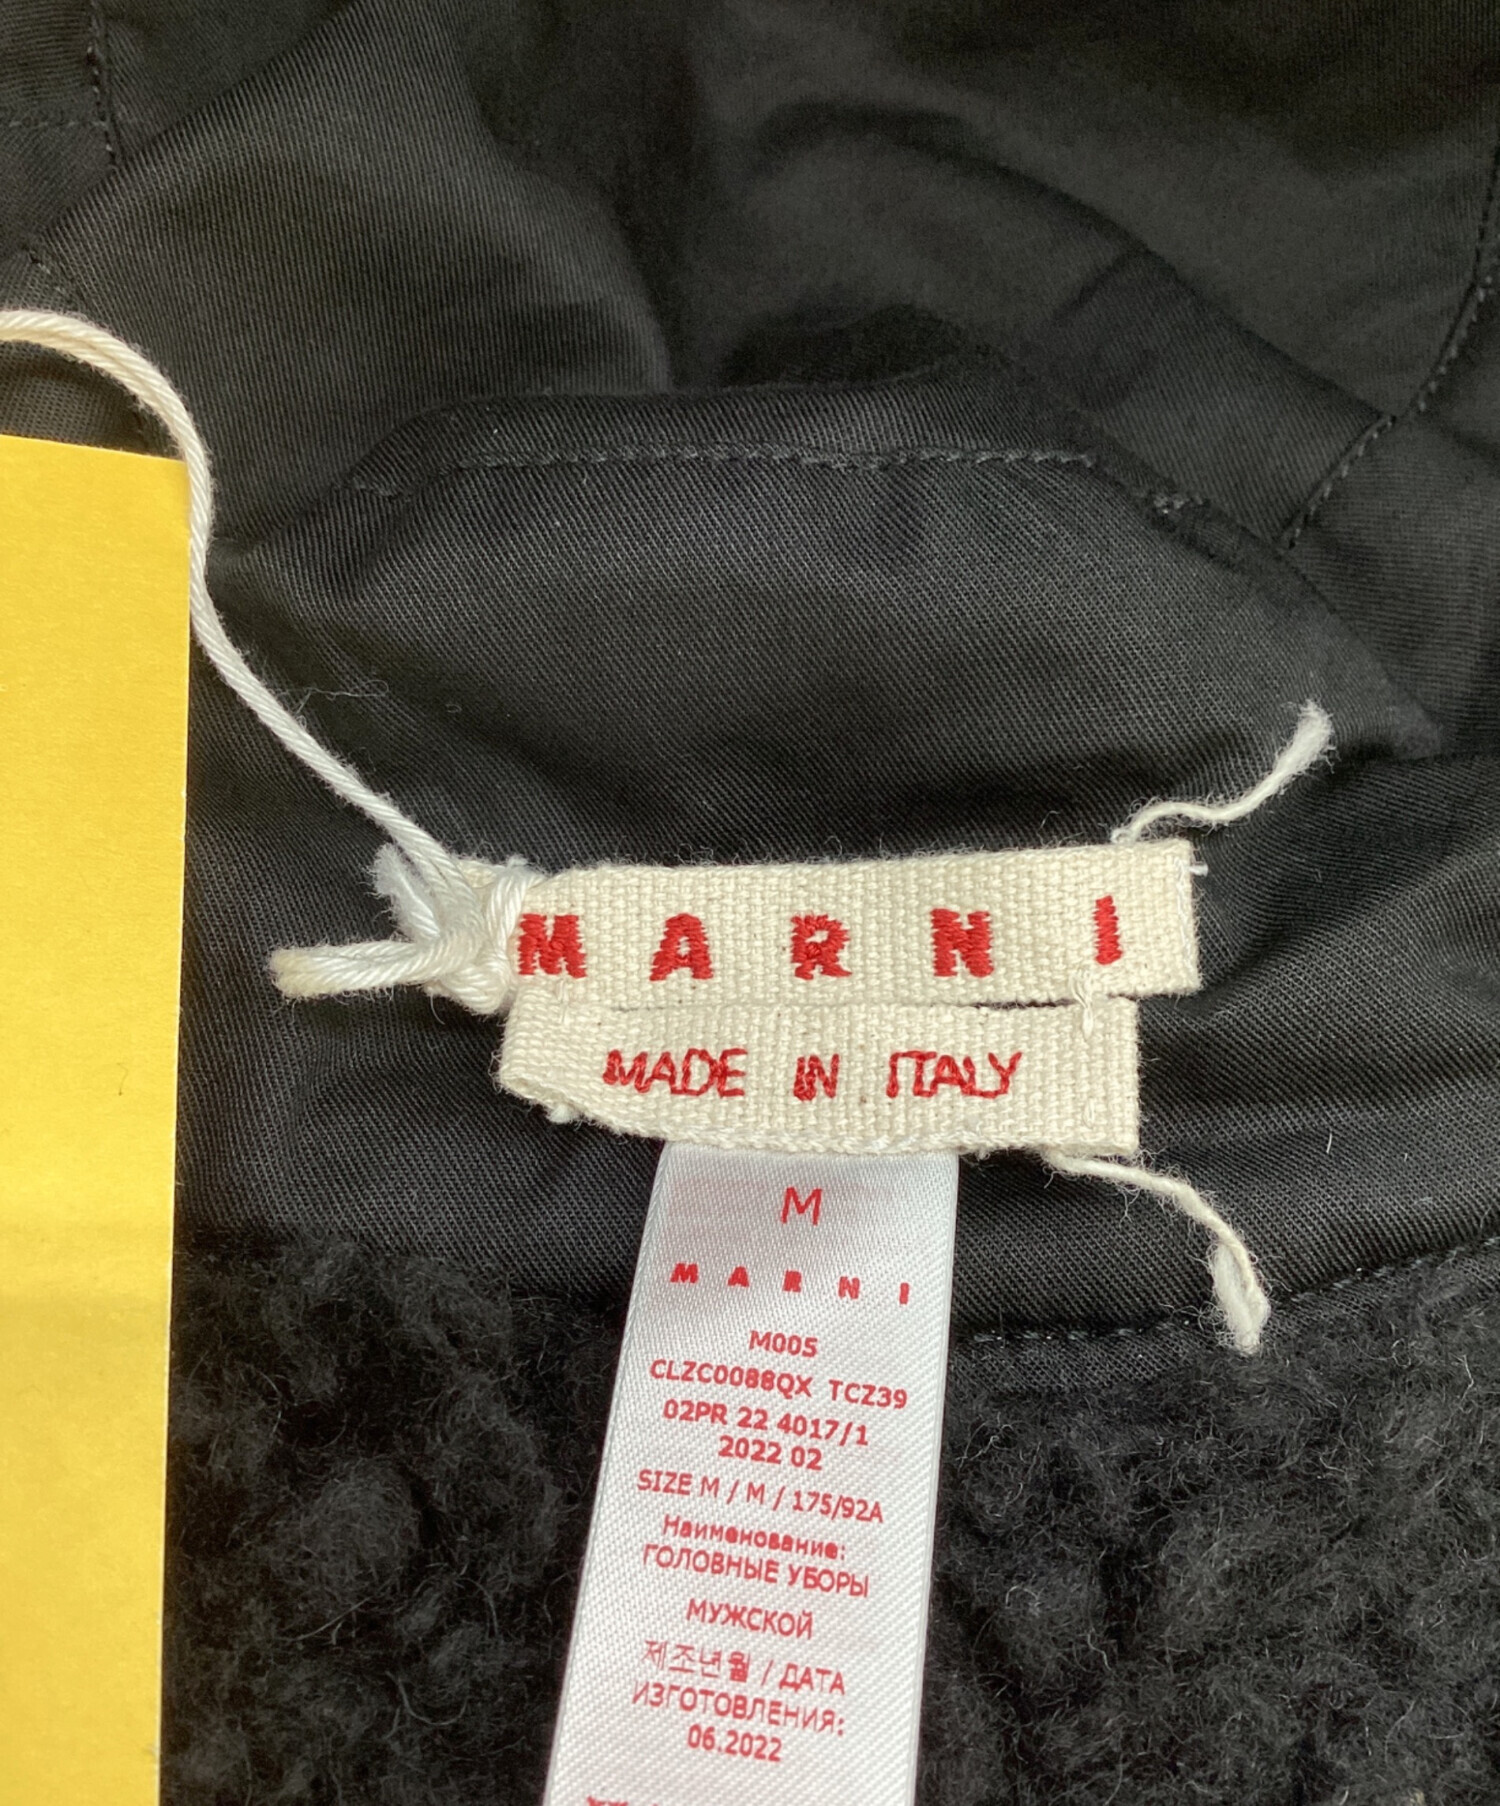 MARNI
MADE IN ITALY
M
MARNI
M005
CLZC0088QX TCZ39
02PR 22 4017/1
2022 02
SIZE M / M / 175/92A
Наименование:
ГОЛОВНЫЕ УБОРЫ
МУЖСКОЙ
제조년월 / ДАТА
ИЗГОТОВЛЕНИЯ:
06.2022